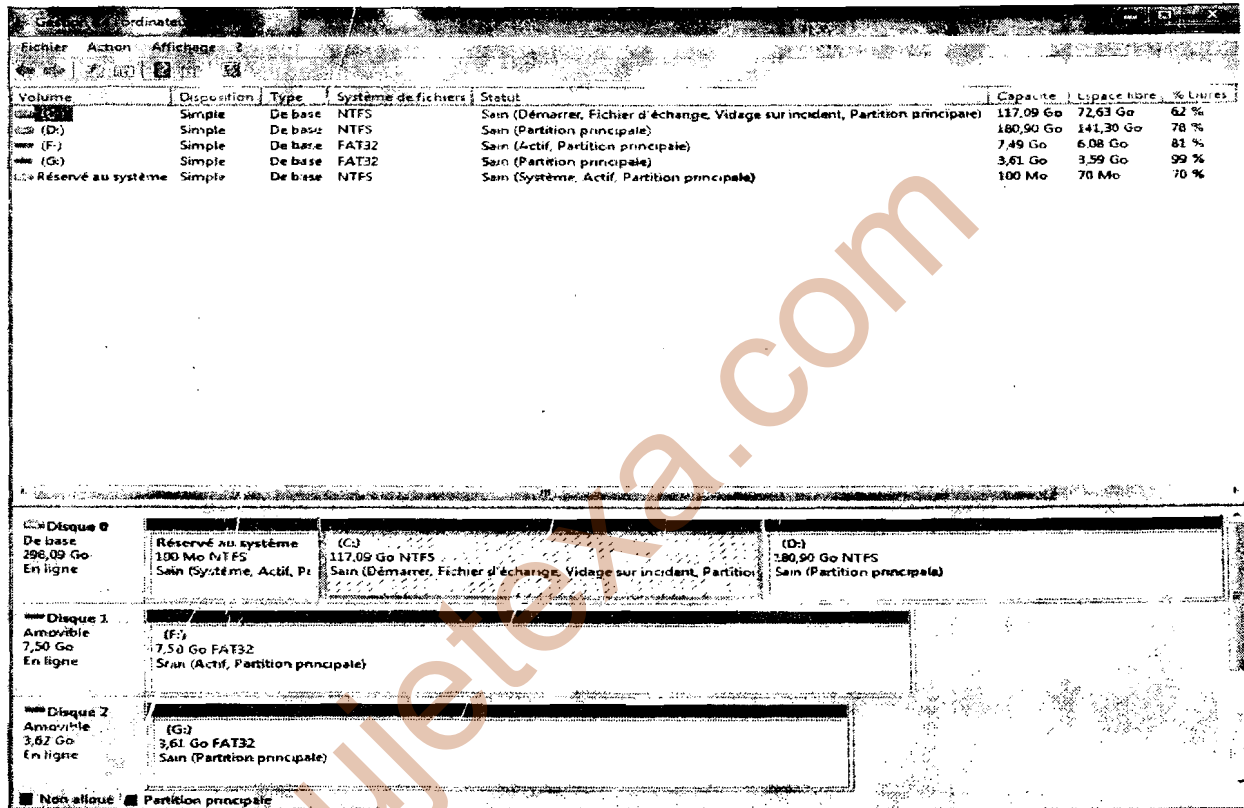 Gestion ordinateur
Fichier Action Affichage ?
Volume Disposition Type Système de fichiers Statut Capacité Espace libre % Libres
(C:) Simple De base NTFS Sain (Démarrer, Fichier d'échange, Vidage sur incident, Partition principale) 117,09 Go 72,63 Go 62 %
(D:) Simple De base NTFS Sain (Partition principale) 180,90 Go 141,30 Go 78 %
(F:) Simple De base FAT32 Sain (Actif, Partition principale) 7,49 Go 6,08 Go 81 %
(G:) Simple De base FAT32 Sain (Partition principale) 3,61 Go 3,59 Go 99 %
Réservé au système Simple De base NTFS Sain (Système, Actif, Partition principale) 100 Mo 70 Mo 70 %
Disque 0
De base
298,09 Go
En ligne
Réservé au système
100 Mo NTFS
Sain (Système, Actif, Pa
(C:)
117,09 Go NTFS
Sain (Démarrer, Fichier d'échange, Vidage sur incident, Partition
(D:)
180,90 Go NTFS
Sain (Partition principale)
Disque 1
Amovible
7,50 Go
En ligne
(F:)
7,50 Go FAT32
Sain (Actif, Partition principale)
Disque 2
Amovible
3,62 Go
En ligne
(G:)
3,61 Go FAT32
Sain (Partition principale)
Non alloué Partition principale
ujetexa.com